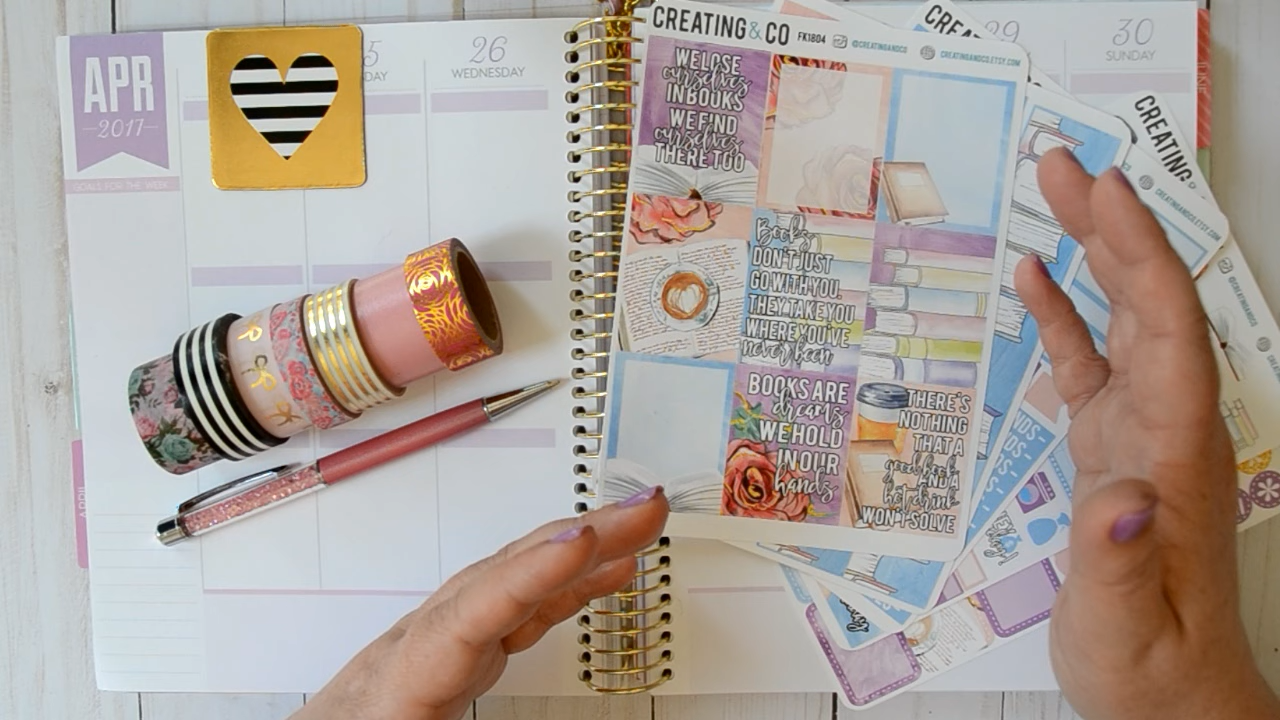 APR
2017
GOALS FOR THE WEEK
26
WEDNESDAY
APRIL
CREATING & CO
FK1804
@CREATINGANDCO
CREATINGANDCO.ETSY.COM
WE LOSE
ourselves
IN BOOKS
WE FIND
ourselves
THERE TOO
Books
DON'T JUST
GO WITH YOU,
THEY TAKE YOU
WHERE YOU'VE
never been
BOOKS ARE
dreams
WE HOLD
IN OUR
hands
THERE'S
NOTHING
THAT A
good book
AND A
hot drink
WON'T SOLVE
29
30
SUNDAY
CREATING